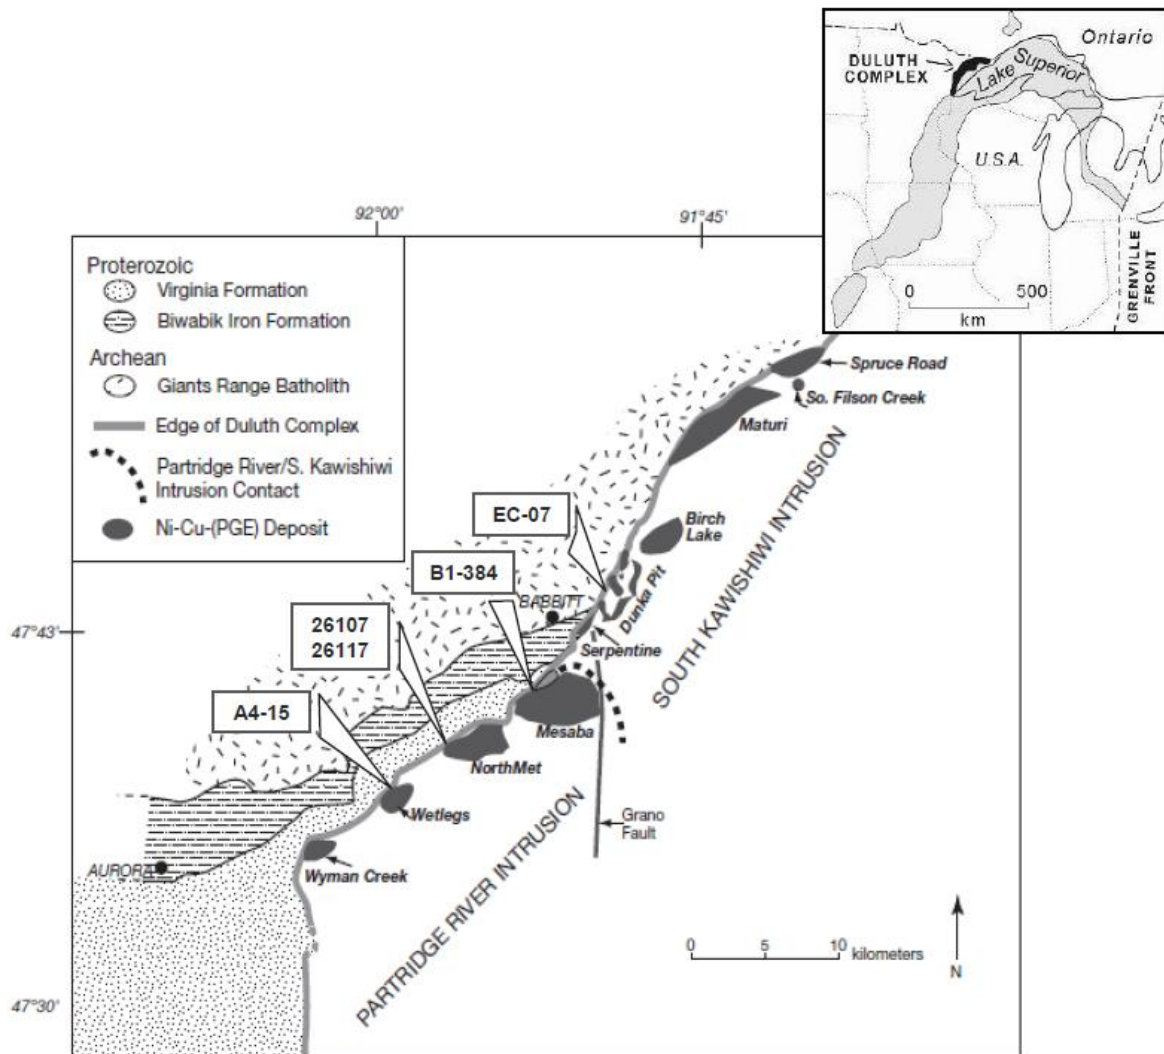 DULUTH
COMPLEX
Ontario
Lake Superior
U.S.A.
0 500
km
GRENVILLE
FRONT
92°00'
91°45'
Proterozoic
Virginia Formation
Biwabik Iron Formation
Archean
Giants Range Batholith
Edge of Duluth Complex
Partridge River/S. Kawishiwi
Intrusion Contact
Ni-Cu-(PGE) Deposit
Spruce Road
So. Filson Creek
Maturi
EC-07
Birch
Lake
B1-384
BABBITT
Dunka Pit
SOUTH KAWISHIWI INTRUSION
47°43'
26107
26117
Serpentine
A4-15
Mesaba
NorthMet
Wetlegs
Grano
Fault
AURORA
Wyman Creek
PARTRIDGE RIVER INTRUSION
0 5 10 kilometers
N
47°30'